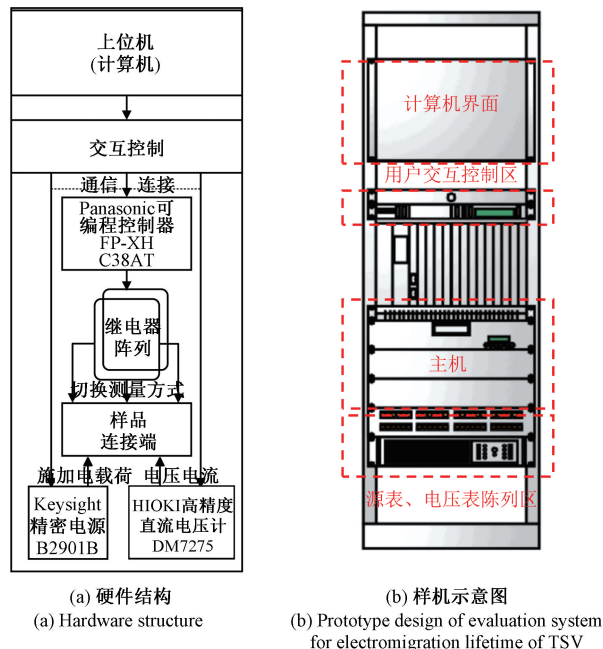 上位机
(计算机)
交互控制
通信 连接
Panasonic可
编程控制器
FP-XH
C38AT
继电器
阵列
切换测量方式
样品
连接端
施加电载荷 电压电流
Keysight
精密电源
B2901B
HIOKI高精度
直流电压计
DM7275
(a) 硬件结构
(a) Hardware structure
计算机界面
用户交互控制区
主机
源表、电压表陈列区
(b) 样机示意图
(b) Prototype design of evaluation system
for electromigration lifetime of TSV